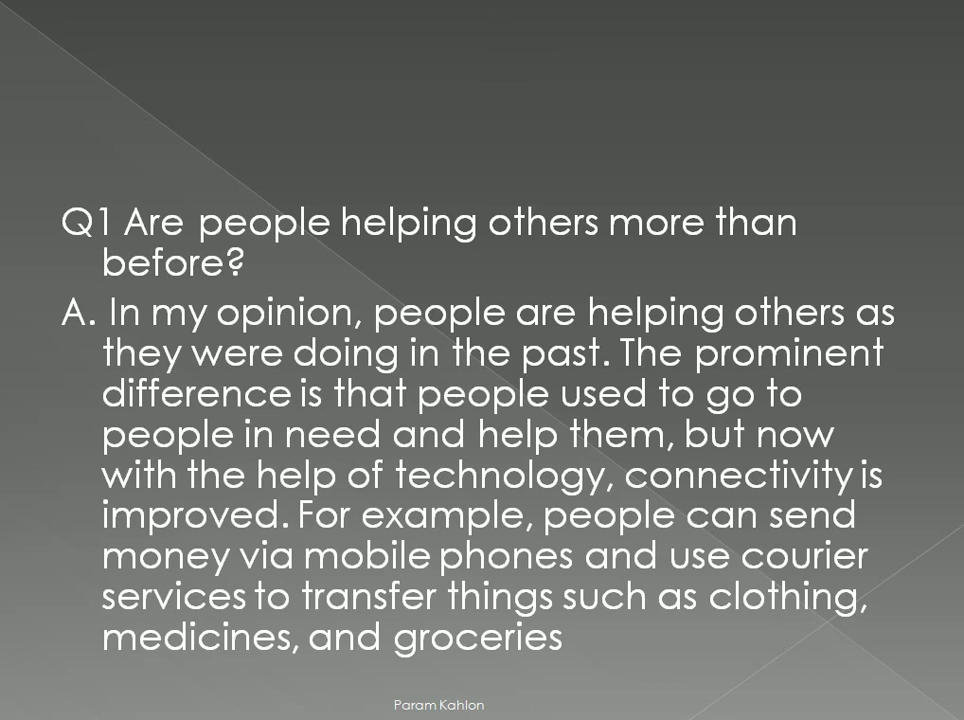 Q1 Are people helping others more than
before?
A. In my opinion, people are helping others as
they were doing in the past. The prominent
difference is that people used to go to
people in need and help them, but now
with the help of technology, connectivity is
improved. For example, people can send
money via mobile phones and use courier
services to transfer things such as clothing,
medicines, and groceries
Param Kahlon